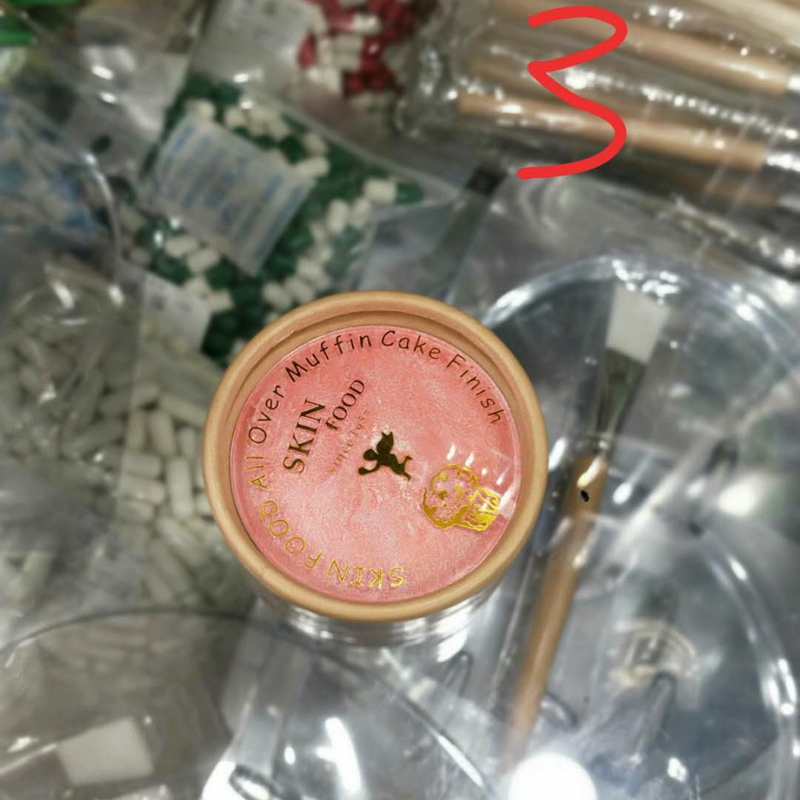 3
SKIN FOOD All Over Muffin Cake Finish
SKIN
FOOD